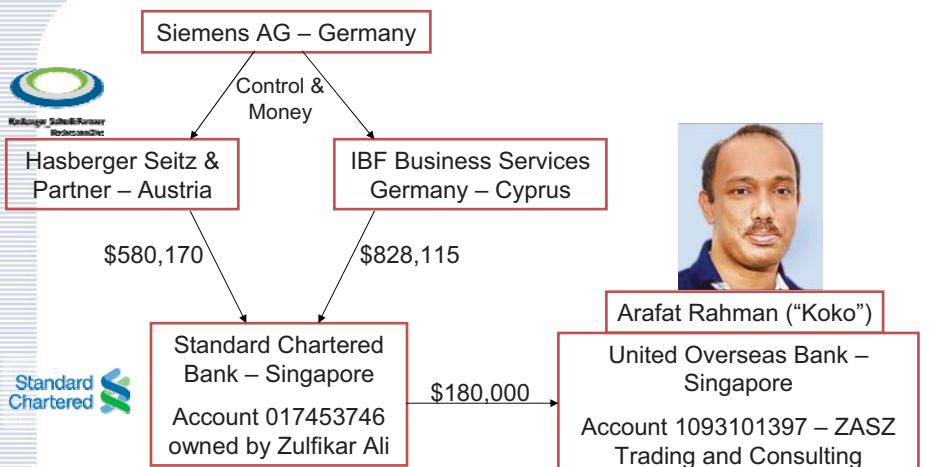 Siemens AG – Germany
Control &
Money
Hasberger Seitz &
Partner – Austria
IBF Business Services
Germany – Cyprus
$580,170
$828,115
Arafat Rahman (“Koko”)
Standard Chartered
Bank – Singapore
Account 017453746
owned by Zulfikar Ali
Standard
Chartered
$180,000
United Overseas Bank –
Singapore
Account 1093101397 – ZASZ
Trading and Consulting